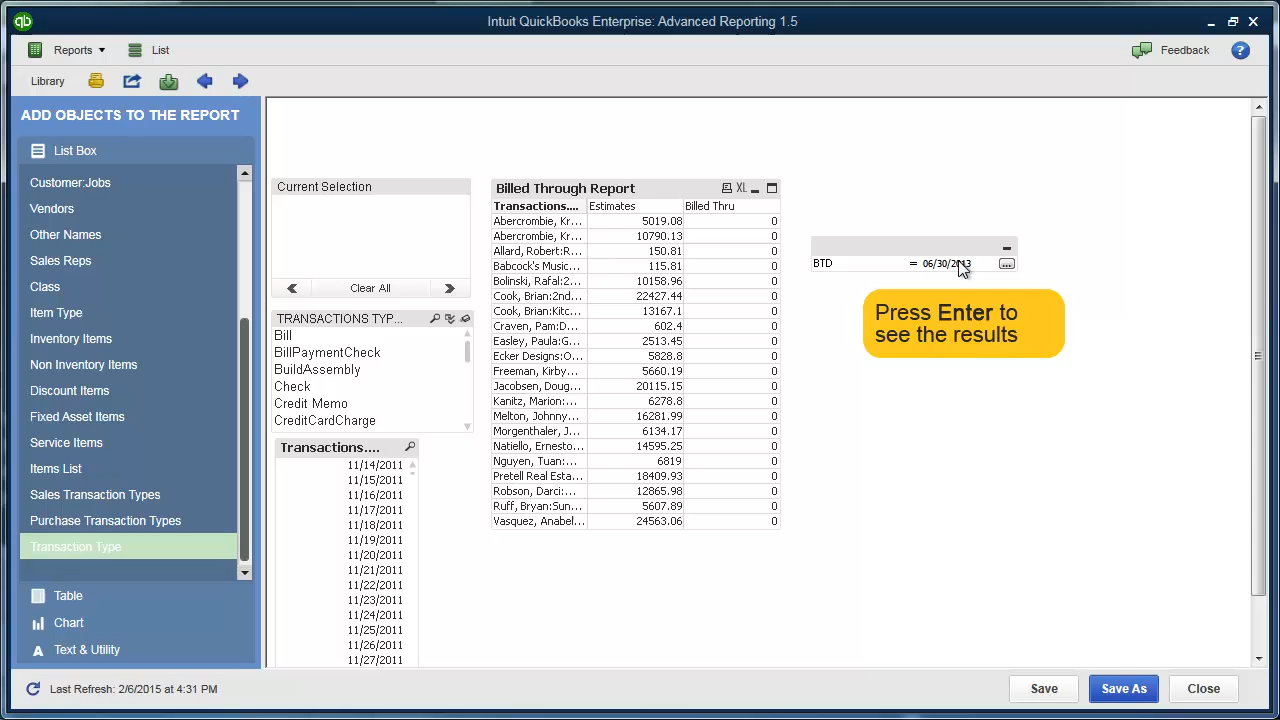 qb Intuit QuickBooks Enterprise: Advanced Reporting 1.5
Reports List Feedback ?
Library
ADD OBJECTS TO THE REPORT
List Box
Customer:Jobs
Vendors
Other Names
Sales Reps
Class
Item Type
Inventory Items
Non Inventory Items
Discount Items
Fixed Asset Items
Service Items
Items List
Sales Transaction Types
Purchase Transaction Types
Transaction Type
Table
Chart
A Text & Utility
Current Selection
Clear All
TRANSACTIONS TYP...
Bill
BillPaymentCheck
BuildAssembly
Check
Credit Memo
CreditCardCharge
Transactions....
11/14/2011
11/15/2011
11/16/2011
11/17/2011
11/18/2011
11/19/2011
11/20/2011
11/21/2011
11/22/2011
11/23/2011
11/24/2011
11/25/2011
11/26/2011
11/27/2011
Billed Through Report XL
Transactions.... Estimates Billed Thru
Abercrombie, Kr... 5019.08 0
Abercrombie, Kr... 10790.13 0
Allard, Robert:R... 150.81 0
Babcock's Music... 115.81 0
Bolinski, Rafal:2... 10158.96 0
Cook, Brian:2nd... 22427.44 0
Cook, Brian:Kitc... 13167.1 0
Craven, Pam:D... 602.4 0
Easley, Paula:G... 2513.45 0
Ecker Designs:O... 5828.8 0
Freeman, Kirby... 5660.19 0
Jacobsen, Doug... 20115.15 0
Kanitz, Marion:... 6278.8 0
Melton, Johnny... 16281.99 0
Morgenthaler, J... 6134.17 0
Natiello, Ernesto... 14595.25 0
Nguyen, Tuan:... 6819 0
Pretell Real Esta... 18409.93 0
Robson, Darci:... 12865.98 0
Ruff, Bryan:Sun... 5607.89 0
Vasquez, Anabel... 24563.06 0
BTD = 06/30/2013 ...
Press Enter to
see the results
Last Refresh: 2/6/2015 at 4:31 PM
Save Save As Close